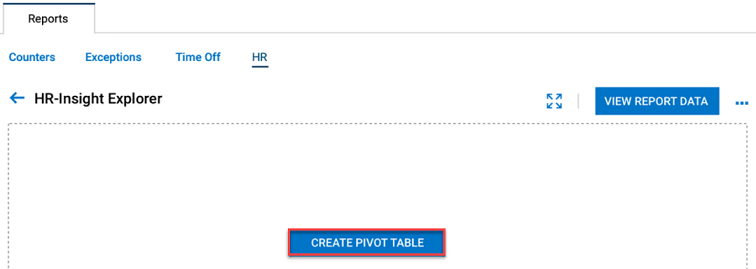 Reports
Counters Exceptions Time Off HR
HR-Insight Explorer VIEW REPORT DATA
CREATE PIVOT TABLE